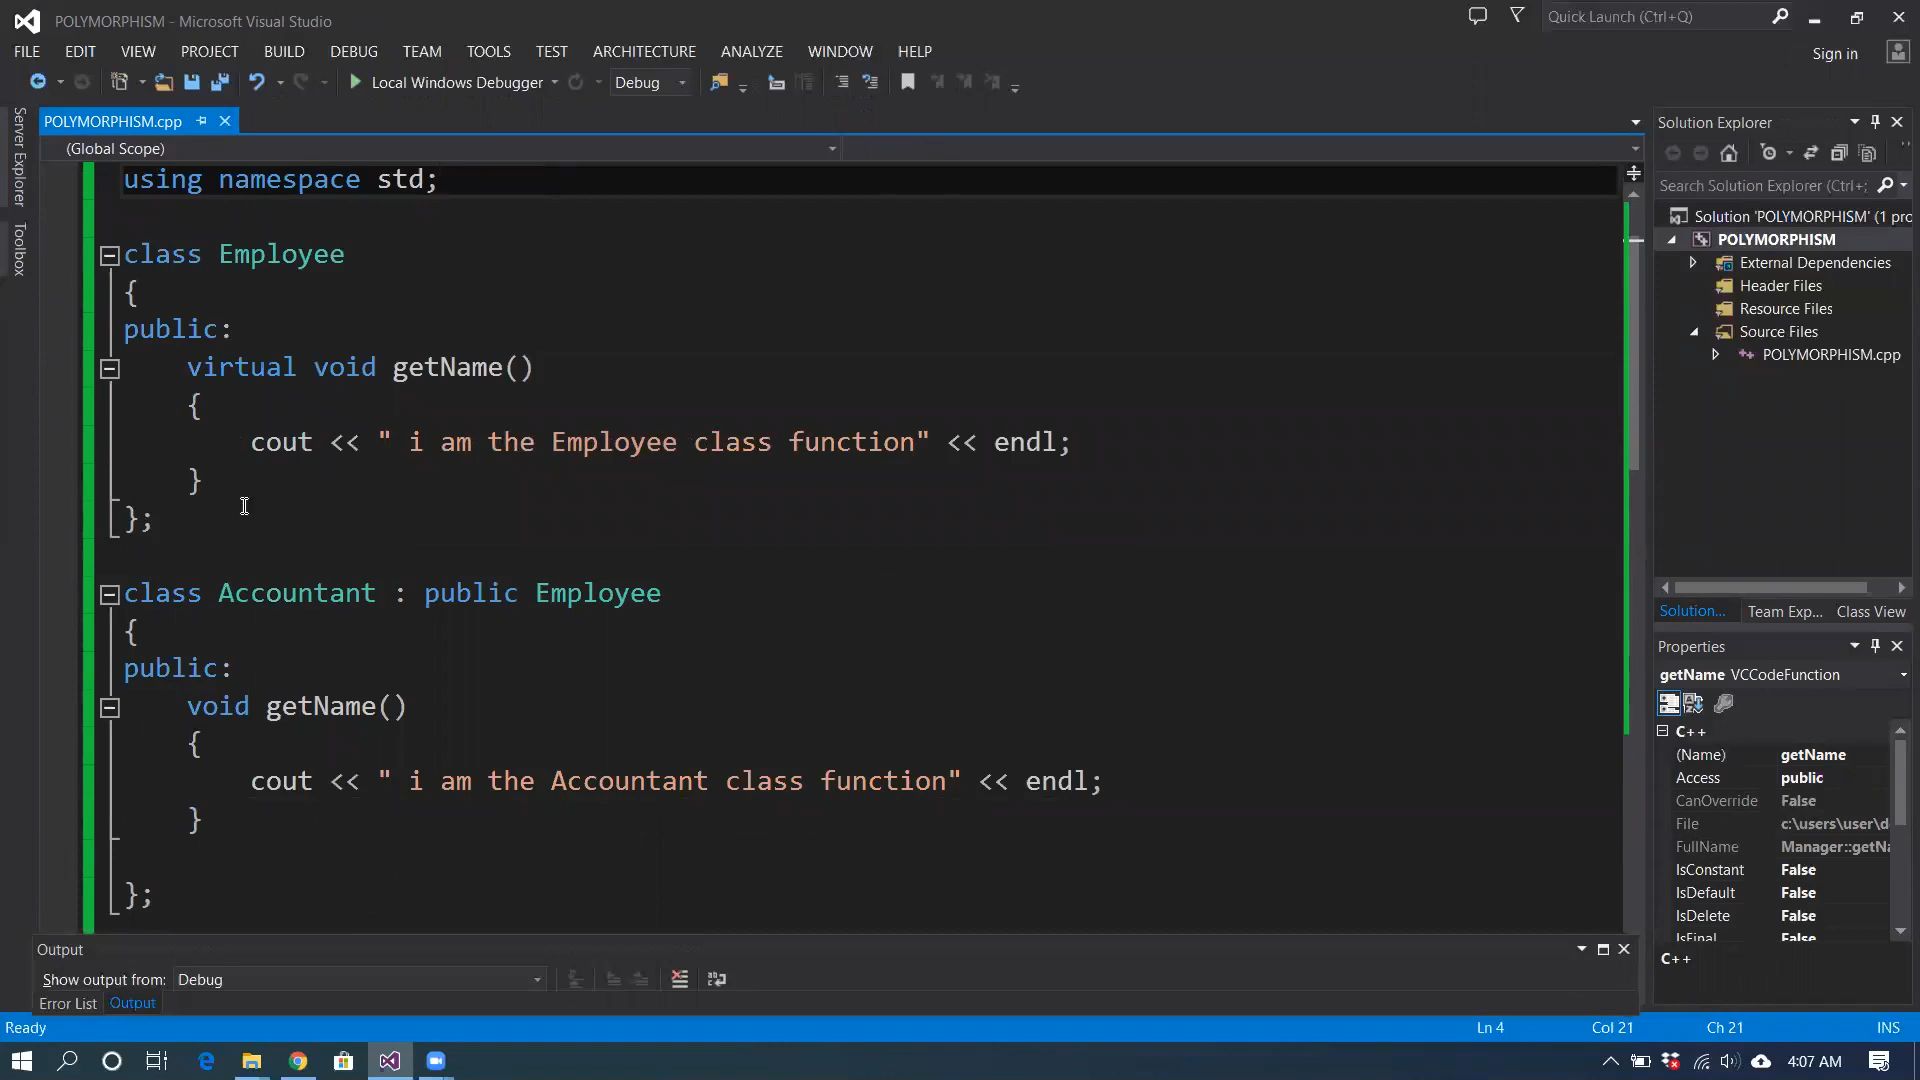 POLYMORPHISM - Microsoft Visual Studio
Quick Launch (Ctrl+Q)
FILE EDIT VIEW PROJECT BUILD DEBUG TEAM TOOLS TEST ARCHITECTURE ANALYZE WINDOW HELP
Sign in
Local Windows Debugger
Debug
Server Explorer
Toolbox
POLYMORPHISM.cpp
(Global Scope)
using namespace std;
class Employee
{
public:
virtual void getName()
{
cout << " i am the Employee class function" << endl;
}
};
class Accountant : public Employee
{
public:
void getName()
{
cout << " i am the Accountant class function" << endl;
}
};
Output
Show output from: Debug
Error List Output
Solution Explorer
Search Solution Explorer (Ctrl+;
Solution 'POLYMORPHISM' (1 pro
POLYMORPHISM
External Dependencies
Header Files
Resource Files
Source Files
POLYMORPHISM.cpp
Solution... Team Exp... Class View
Properties
getName VCCodeFunction
C++
(Name) getName
Access public
CanOverride False
File c:\users\user\d
FullName Manager::getNa
IsConstant False
IsDefault False
IsDelete False
IsFinal False
C++
Ready
Ln 4 Col 21 Ch 21 INS
4:07 AM